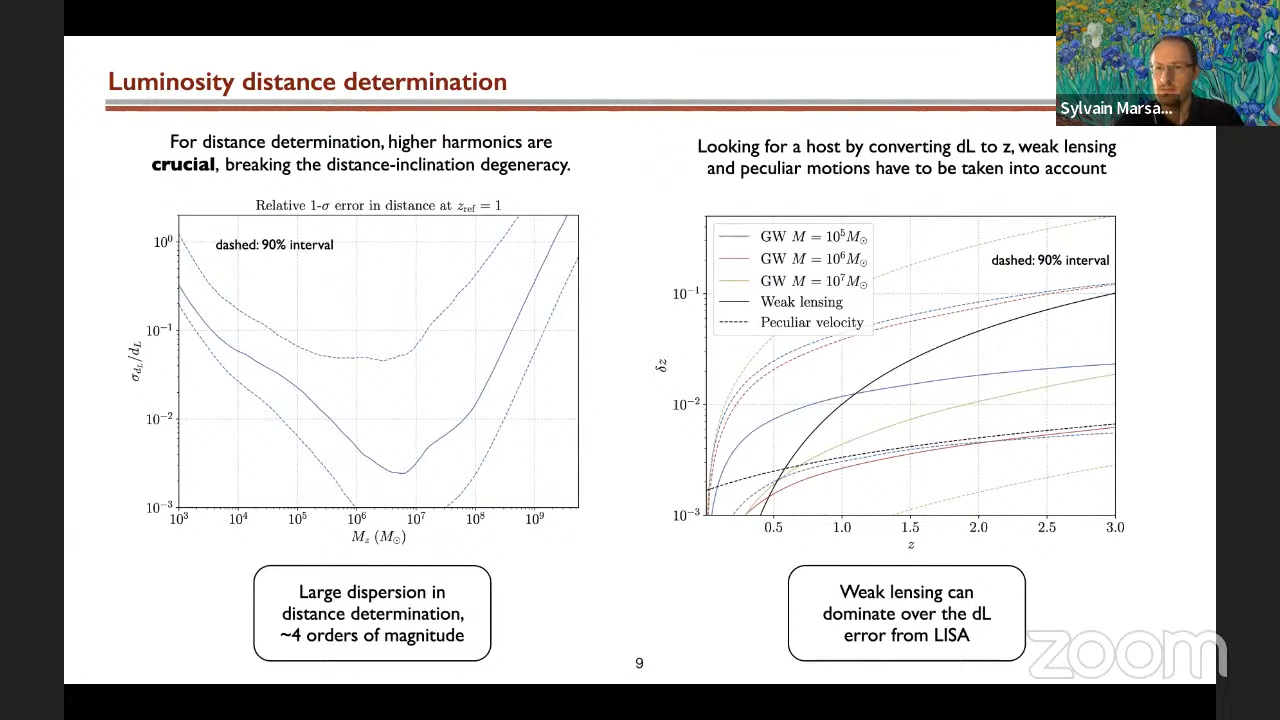 Luminosity distance determination
Sylvain Marsa...
For distance determination, higher harmonics are
crucial, breaking the distance-inclination degeneracy.
Relative 1-σ error in distance at z_ref = 1
dashed: 90% interval
10^0
10^-1
10^-2
10^-3
σ_dL/d_L
10^3 10^4 10^5 10^6 10^7 10^8 10^9
M_z (M_⊙)
Large dispersion in
distance determination,
~4 orders of magnitude
Looking for a host by converting dL to z, weak lensing
and peculiar motions have to be taken into account
GW M = 10^5 M_⊙
GW M = 10^6 M_⊙
GW M = 10^7 M_⊙
Weak lensing
Peculiar velocity
dashed: 90% interval
10^-1
10^-2
10^-3
δz
0.5 1.0 1.5 2.0 2.5 3.0
z
Weak lensing can
dominate over the dL
error from LISA
9
zoom